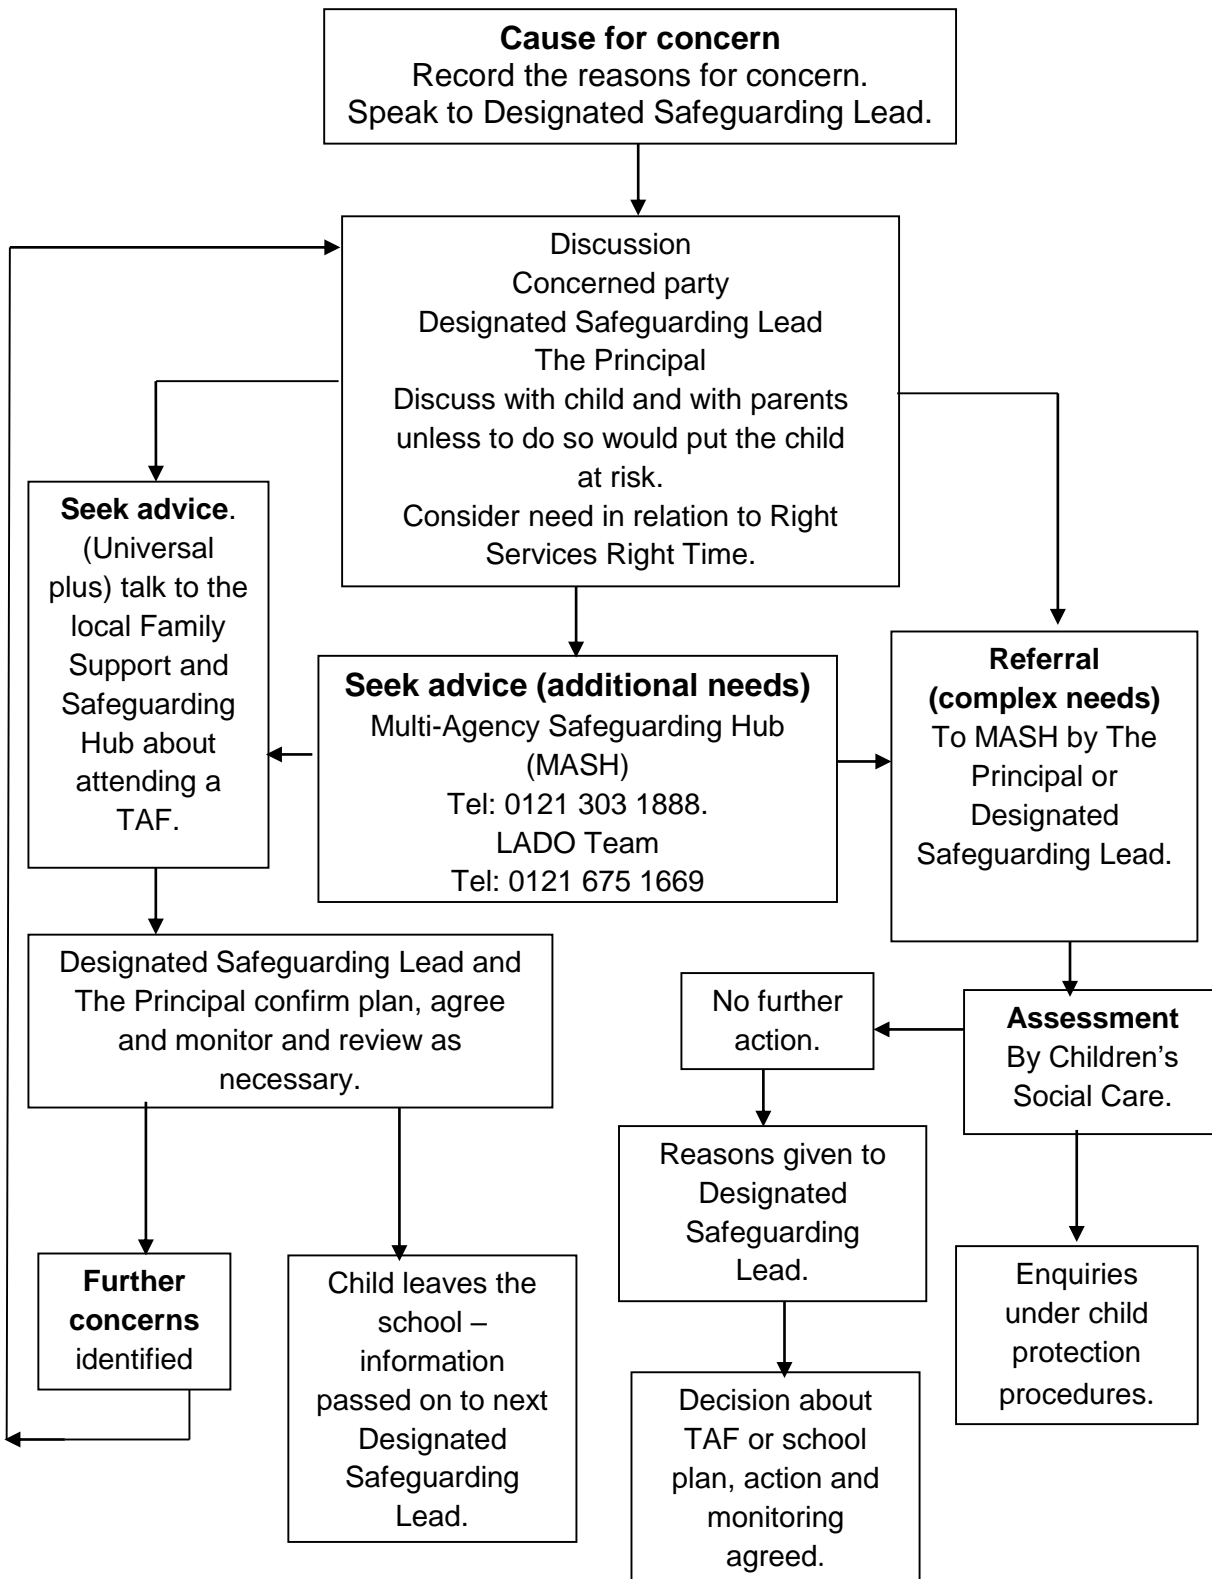 Cause for concern
Record the reasons for concern.
Speak to Designated Safeguarding Lead.
Discussion
Concerned party
Designated Safeguarding Lead
The Principal
Discuss with child and with parents
unless to do so would put the child
at risk.
Consider need in relation to Right
Services Right Time.
Seek advice.
(Universal
plus) talk to the
local Family
Support and
Safeguarding
Hub about
attending a
TAF.
Seek advice (additional needs)
Multi-Agency Safeguarding Hub
(MASH)
Tel: 0121 303 1888.
LADO Team
Tel: 0121 675 1669
Referral
(complex needs)
To MASH by The
Principal or
Designated
Safeguarding Lead.
Designated Safeguarding Lead and
The Principal confirm plan, agree
and monitor and review as
necessary.
No further
action.
Assessment
By Children’s
Social Care.
Reasons given to
Designated
Safeguarding
Lead.
Further
concerns
identified
Child leaves the
school –
information
passed on to next
Designated
Safeguarding
Lead.
Enquiries
under child
protection
procedures.
Decision about
TAF or school
plan, action and
monitoring
agreed.